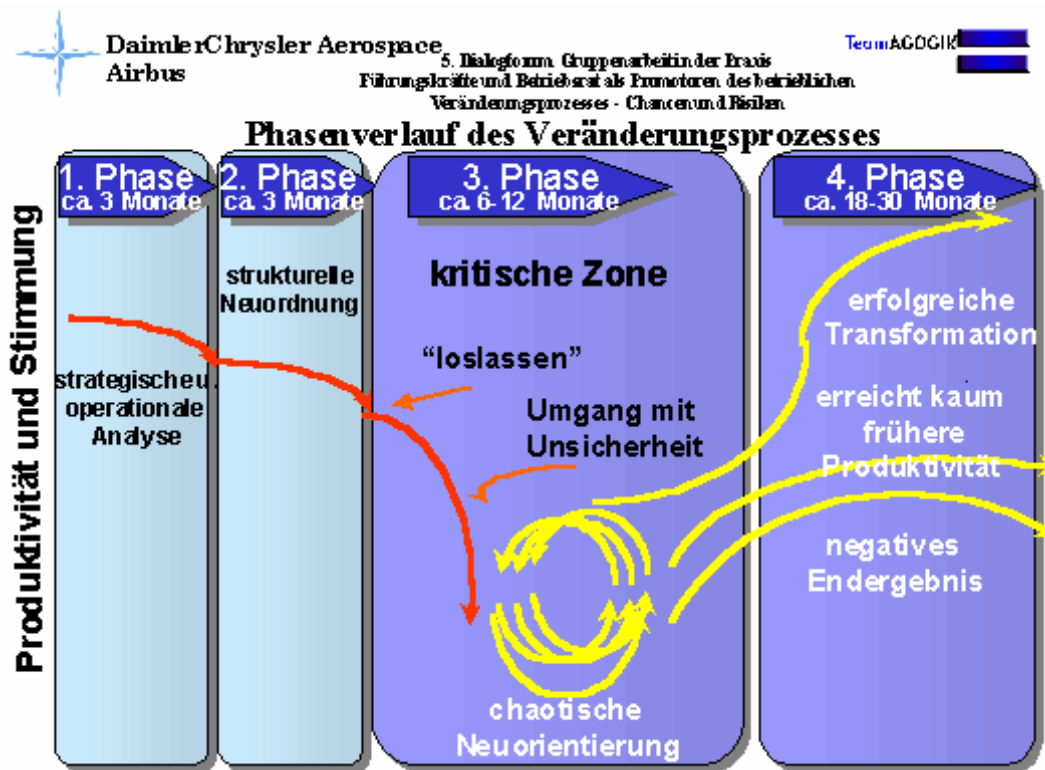 DaimlerChrysler Aerospace
Airbus
TeamAGOGIK
5. Dialogforum Gruppenarbeit in der Praxis
Führungskräfte und Betriebsrat als Promotoren des betrieblichen
Veränderungsprozesses - Chancen und Risiken
Phasenverlauf des Veränderungsprozesses
Produktivität und Stimmung
1. Phase
ca. 3 Monate
strategische u.
operationale
Analyse
2. Phase
ca. 3 Monate
strukturelle
Neuordnung
3. Phase
ca. 6-12 Monate
kritische Zone
“loslassen”
Umgang mit
Unsicherheit
chaotische
Neuorientierung
4. Phase
ca. 18-30 Monate
erfolgreiche
Transformation
erreicht kaum
frühere
Produktivität
negatives
Endergebnis